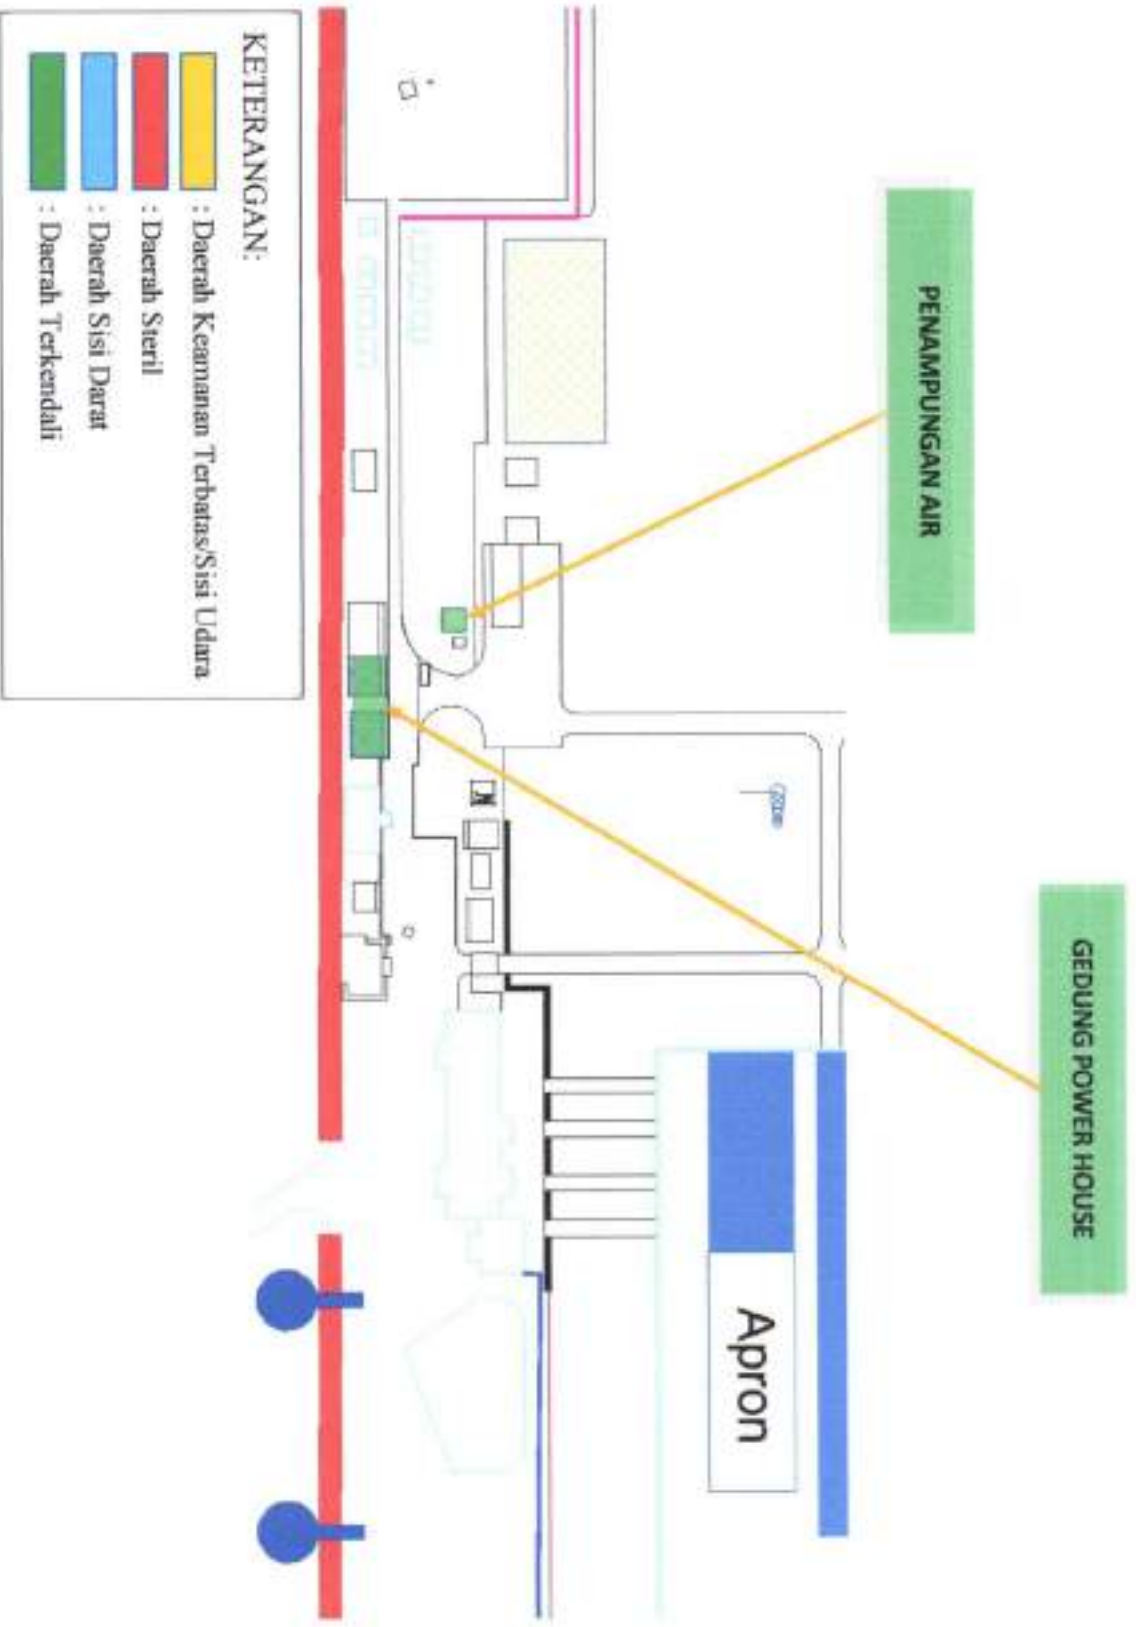 PENAMPUNGAN AIR
GEDUNG POWER HOUSE
Apron
KETERANGAN:
: Daerah Keamanan Terbatas/Sisi Udara
: Daerah Steril
: Daerah Sisi Darat
: Daerah Terkendali